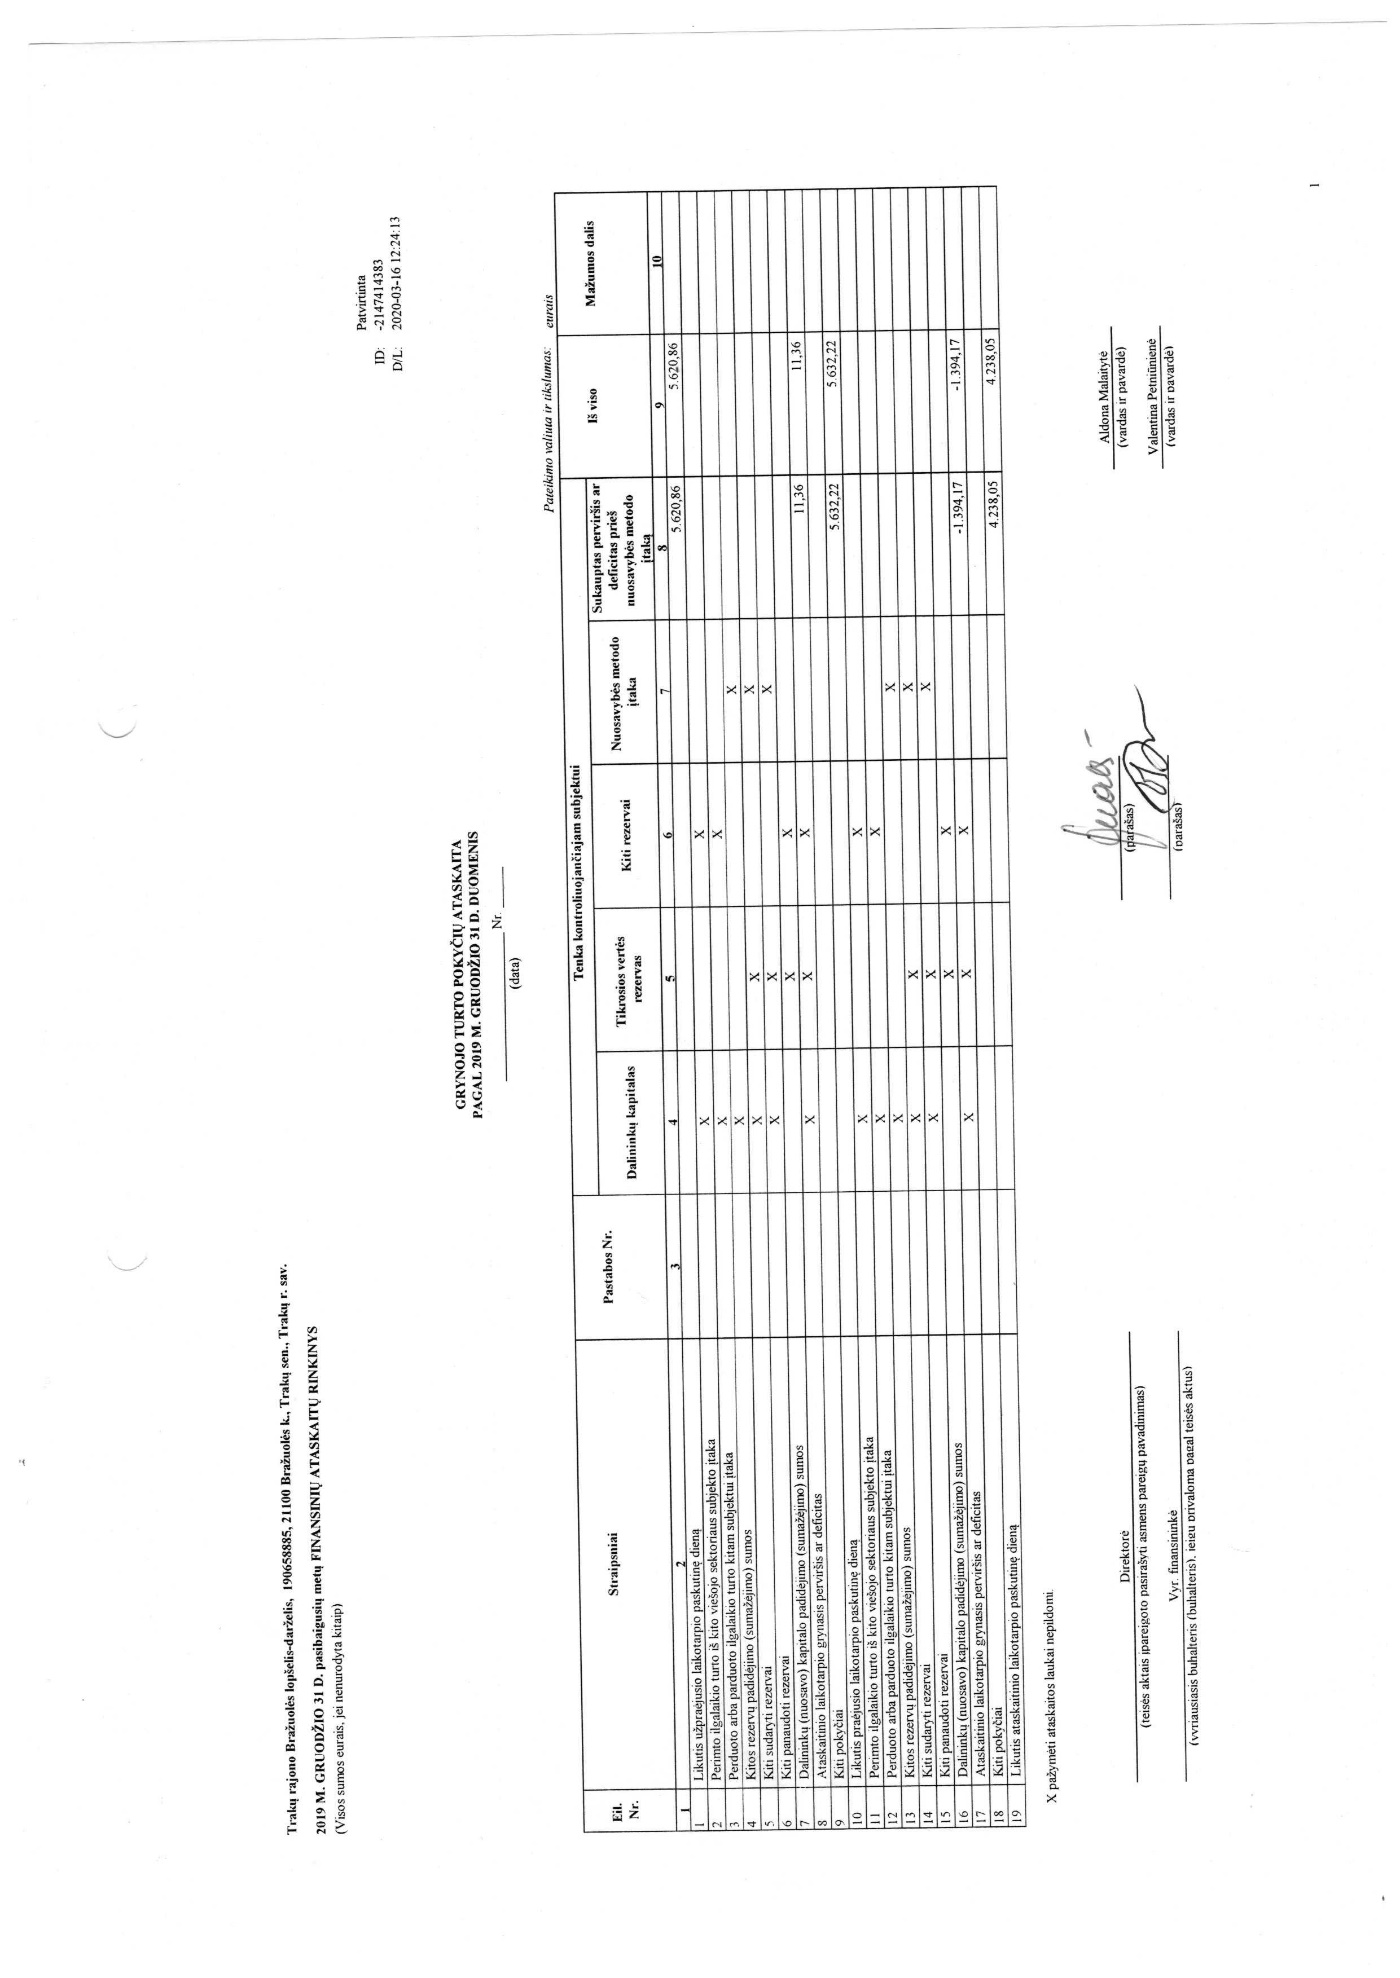 Trakų rajono Bražuolės lopšelis-darželis, 190658885, 21100 Bražuolės k., Trakų sen., Trakų r. sav.
2019 M. GRUODŽIO 31 D. pasibaigusių metų FINANSINIŲ ATASKAITŲ RINKINYS
(Visos sumos eurais, jei nenurodyta kitaip)
Patvirtinta
ID: -2147414383
D/L: 2020-03-16 12:24:13
GRYNOJO TURTO POKYČIŲ ATASKAITA
PAGAL 2019 M. GRUODŽIO 31 D. DUOMENIS
Nr.
(data)
Pateikimo valiuta ir tikslumas: eurais
Eil. Nr. Straipsniai Pastabos Nr. Tenka kontroliuojančiajam subjektui Iš viso Mažumos dalis
Dalininkų kapitalas Tikrosios vertės rezervas Kiti rezervai Nuosavybės metodo įtaka Sukauptas perviršis ar deficitas prieš nuosavybės metodo įtaką
1 2 3 4 5 6 7 8 9 10
1 Likutis užpraėjusio laikotarpio paskutinę dieną 5.620,86 5.620,86
2 Perimto ilgalaikio turto iš kito viešojo sektoriaus subjekto įtaka X X
3 Perduoto arba parduoto ilgalaikio turto kitam subjektui įtaka X X
4 Kitos rezervų padidėjimo (sumažėjimo) sumos X X
5 Kiti sudaryti rezervai X X X
6 Kiti panaudoti rezervai X X X
7 Dalininkų (nuosavo) kapitalo padidėjimo (sumažėjimo) sumos X X
8 Ataskaitinio laikotarpio grynasis perviršis ar deficitas X X X 11,36 11,36
9 Kiti pokyčiai
10 Likutis praėjusio laikotarpio paskutinę dieną 5.632,22 5.632,22
11 Perimto ilgalaikio turto iš kito viešojo sektoriaus subjekto įtaka X X
12 Perduoto arba parduoto ilgalaikio turto kitam subjektui įtaka X X
13 Kitos rezervų padidėjimo (sumažėjimo) sumos X X
14 Kiti sudaryti rezervai X X X
15 Kiti panaudoti rezervai X X X
16 Dalininkų (nuosavo) kapitalo padidėjimo (sumažėjimo) sumos X X
17 Ataskaitinio laikotarpio grynasis perviršis ar deficitas X X X -1.394,17 -1.394,17
18 Kiti pokyčiai
19 Likutis ataskaitinio laikotarpio paskutinę dieną 4.238,05 4.238,05
X pažymėti ataskaitos laukai nepildomi.
Direktorė Aldona Malaitytė
(teisės aktais įpareigoto pasirašyti asmens pareigų pavadinimas) (parašas) (vardas ir pavardė)
Vyr. finansininkė Valentina Petniūnienė
(vyriausiasis buhalteris (buhalteris), jeigu privaloma pagal teisės aktus) (parašas) (vardas ir pavardė)
1